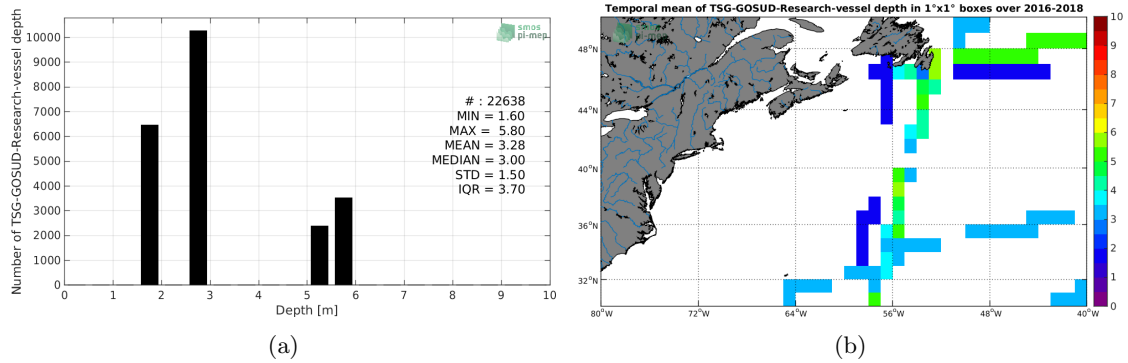 Number of TSG-GOSUD-Research-vessel depth
10000
9000
8000
7000
6000
5000
4000
3000
2000
1000
0
smos
pi-mep
# : 22638
MIN = 1.60
MAX = 5.80
MEAN = 3.28
MEDIAN = 3.00
STD = 1.50
IQR = 3.70
0 1 2 3 4 5 6 7 8 9 10
Depth [m]
(a)
Temporal mean of TSG-GOSUD-Research-vessel depth in 1°x1° boxes over 2016-2018
48°N
44°N
40°N
36°N
32°N
80°W 72°W 64°W 56°W 48°W 40°W
10
9
8
7
6
5
4
3
2
1
0
(b)